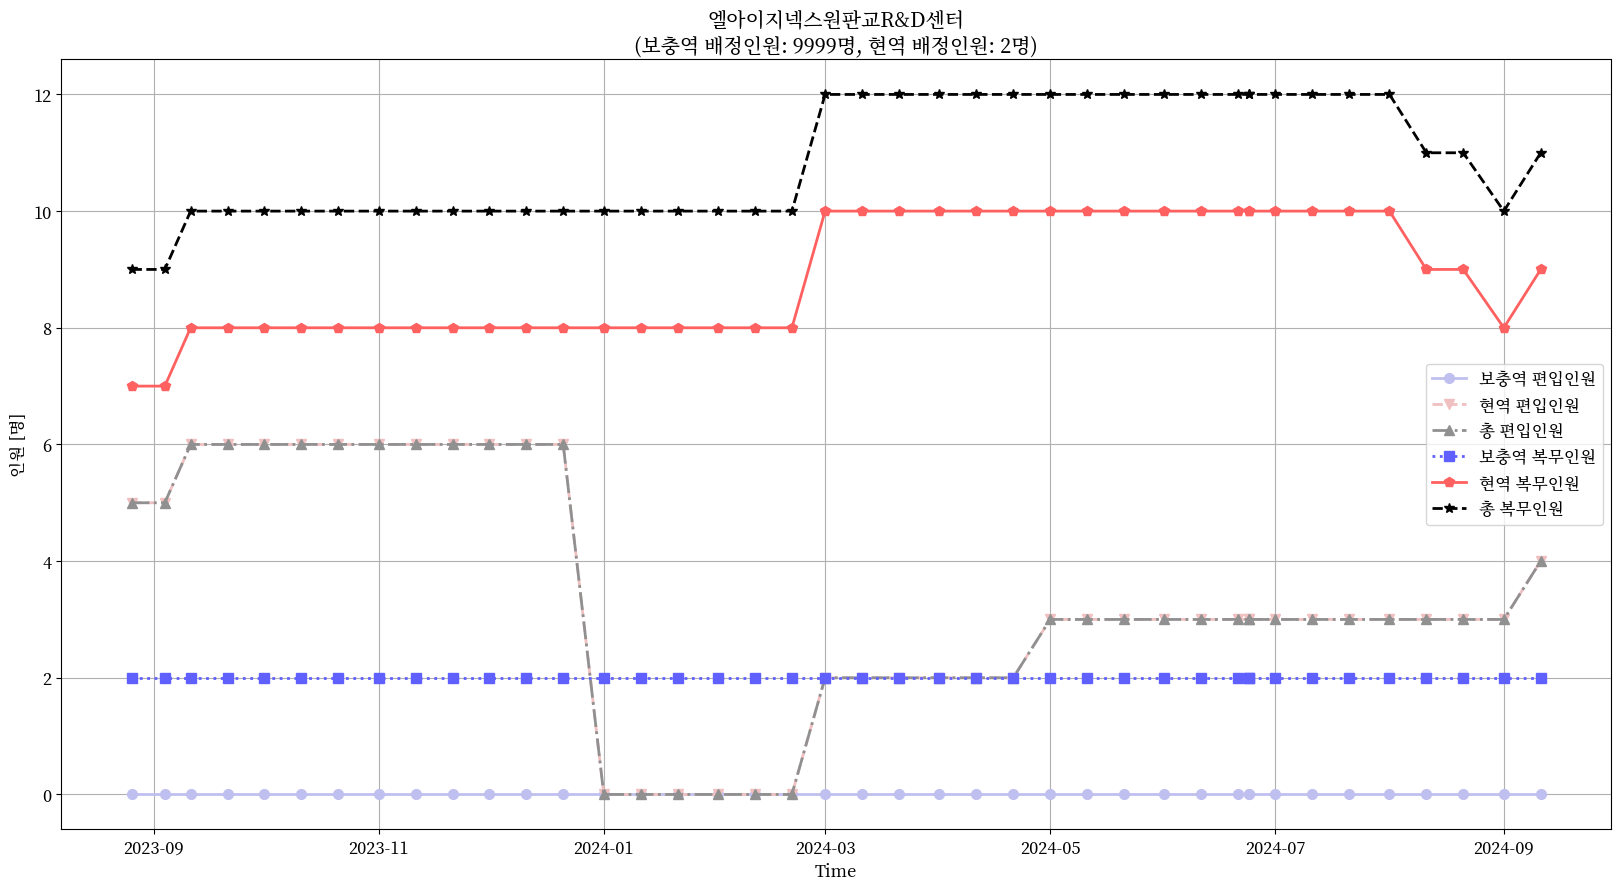 엘아이지넥스원판교R&D센터
(보충역 배정인원: 9999명, 현역 배정인원: 2명)
인원 [명]
12
10
8
6
4
2
0
보충역 편입인원
현역 편입인원
총 편입인원
보충역 복무인원
현역 복무인원
총 복무인원
2023-09
2023-11
2024-01
2024-03
2024-05
2024-07
2024-09
Time